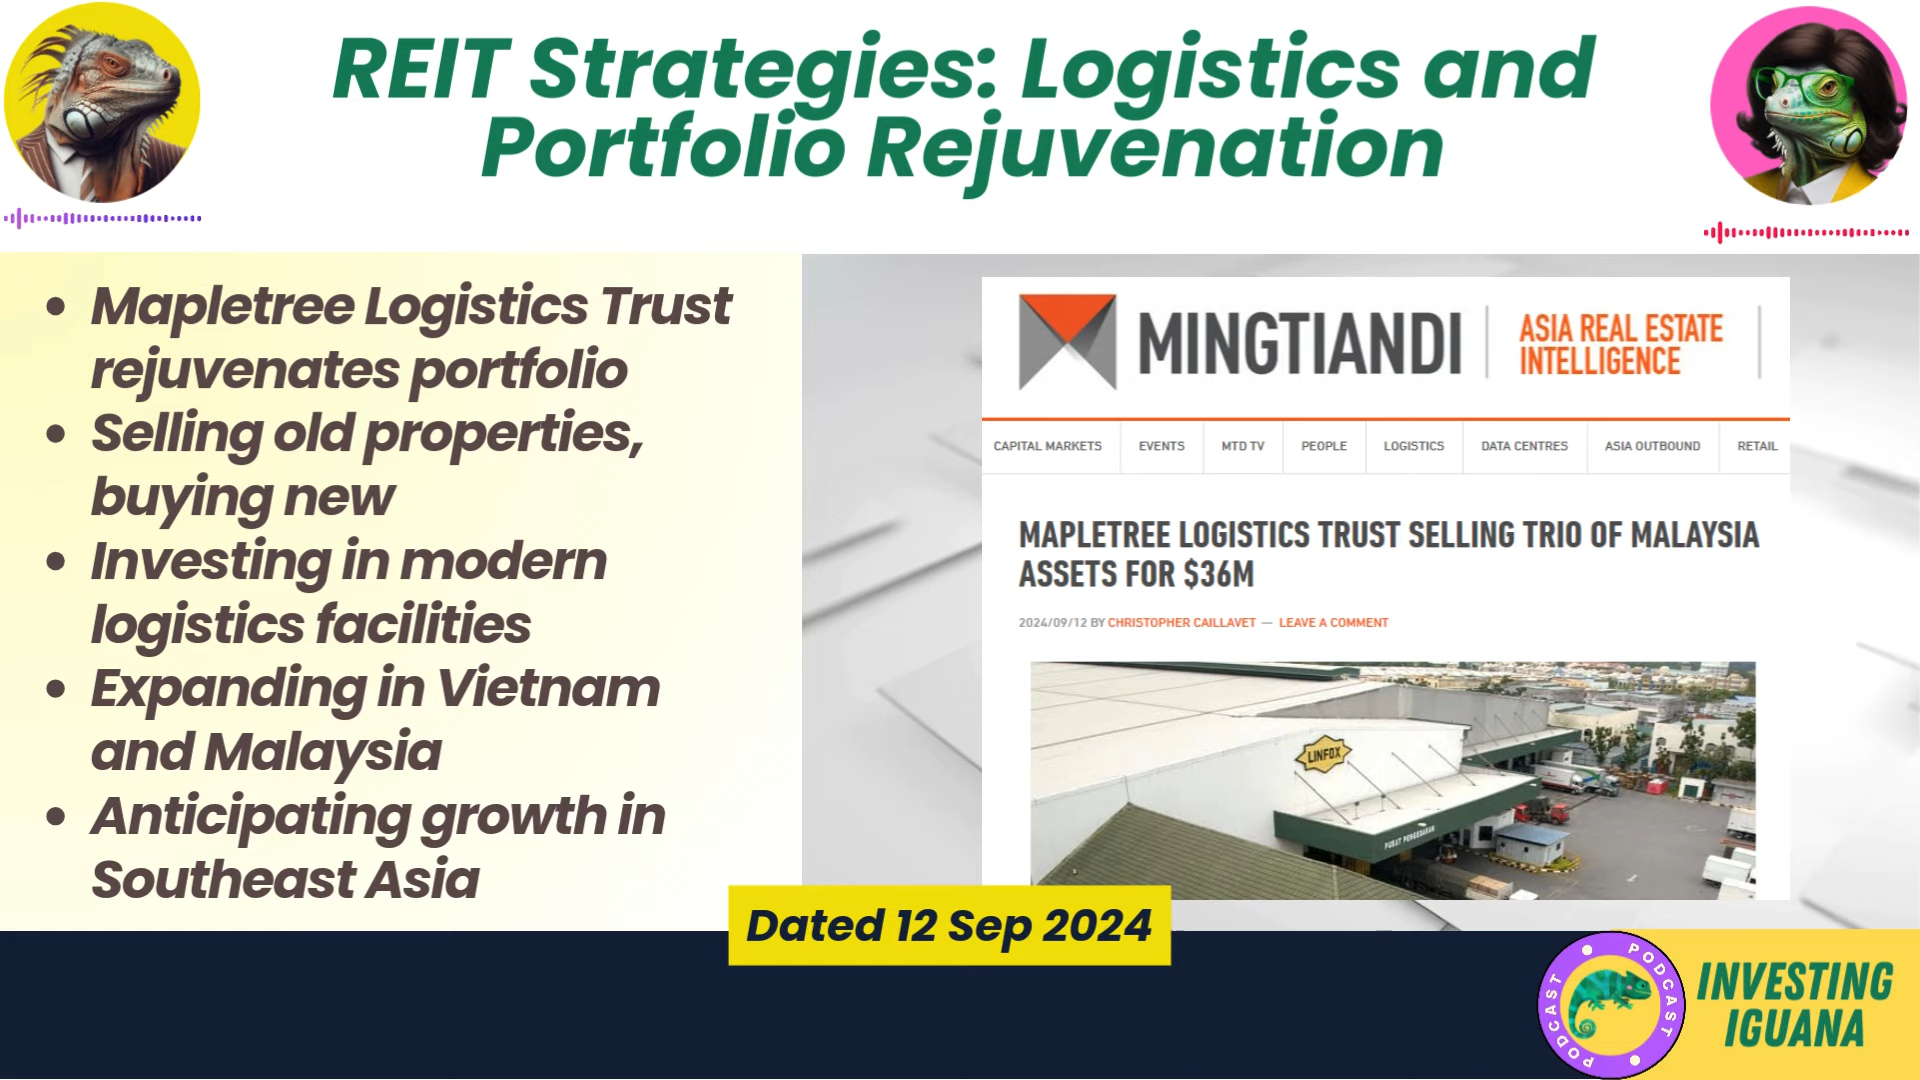 REIT Strategies: Logistics and
Portfolio Rejuvenation
• Mapletree Logistics Trust
rejuvenates portfolio
• Selling old properties,
buying new
• Investing in modern
logistics facilities
• Expanding in Vietnam
and Malaysia
• Anticipating growth in
Southeast Asia
MINGTIANDI
ASIA REAL ESTATE
INTELLIGENCE
CAPITAL MARKETS EVENTS MTD TV PEOPLE LOGISTICS DATA CENTRES ASIA OUTBOUND RETAIL
MAPLETREE LOGISTICS TRUST SELLING TRIO OF MALAYSIA
ASSETS FOR $36M
2024/09/12 BY CHRISTOPHER CAILLAVET — LEAVE A COMMENT
LINFOX
PUSAT PENGEDARAN
Dated 12 Sep 2024
PODCAST
PODCAST
INVESTING
IGUANA